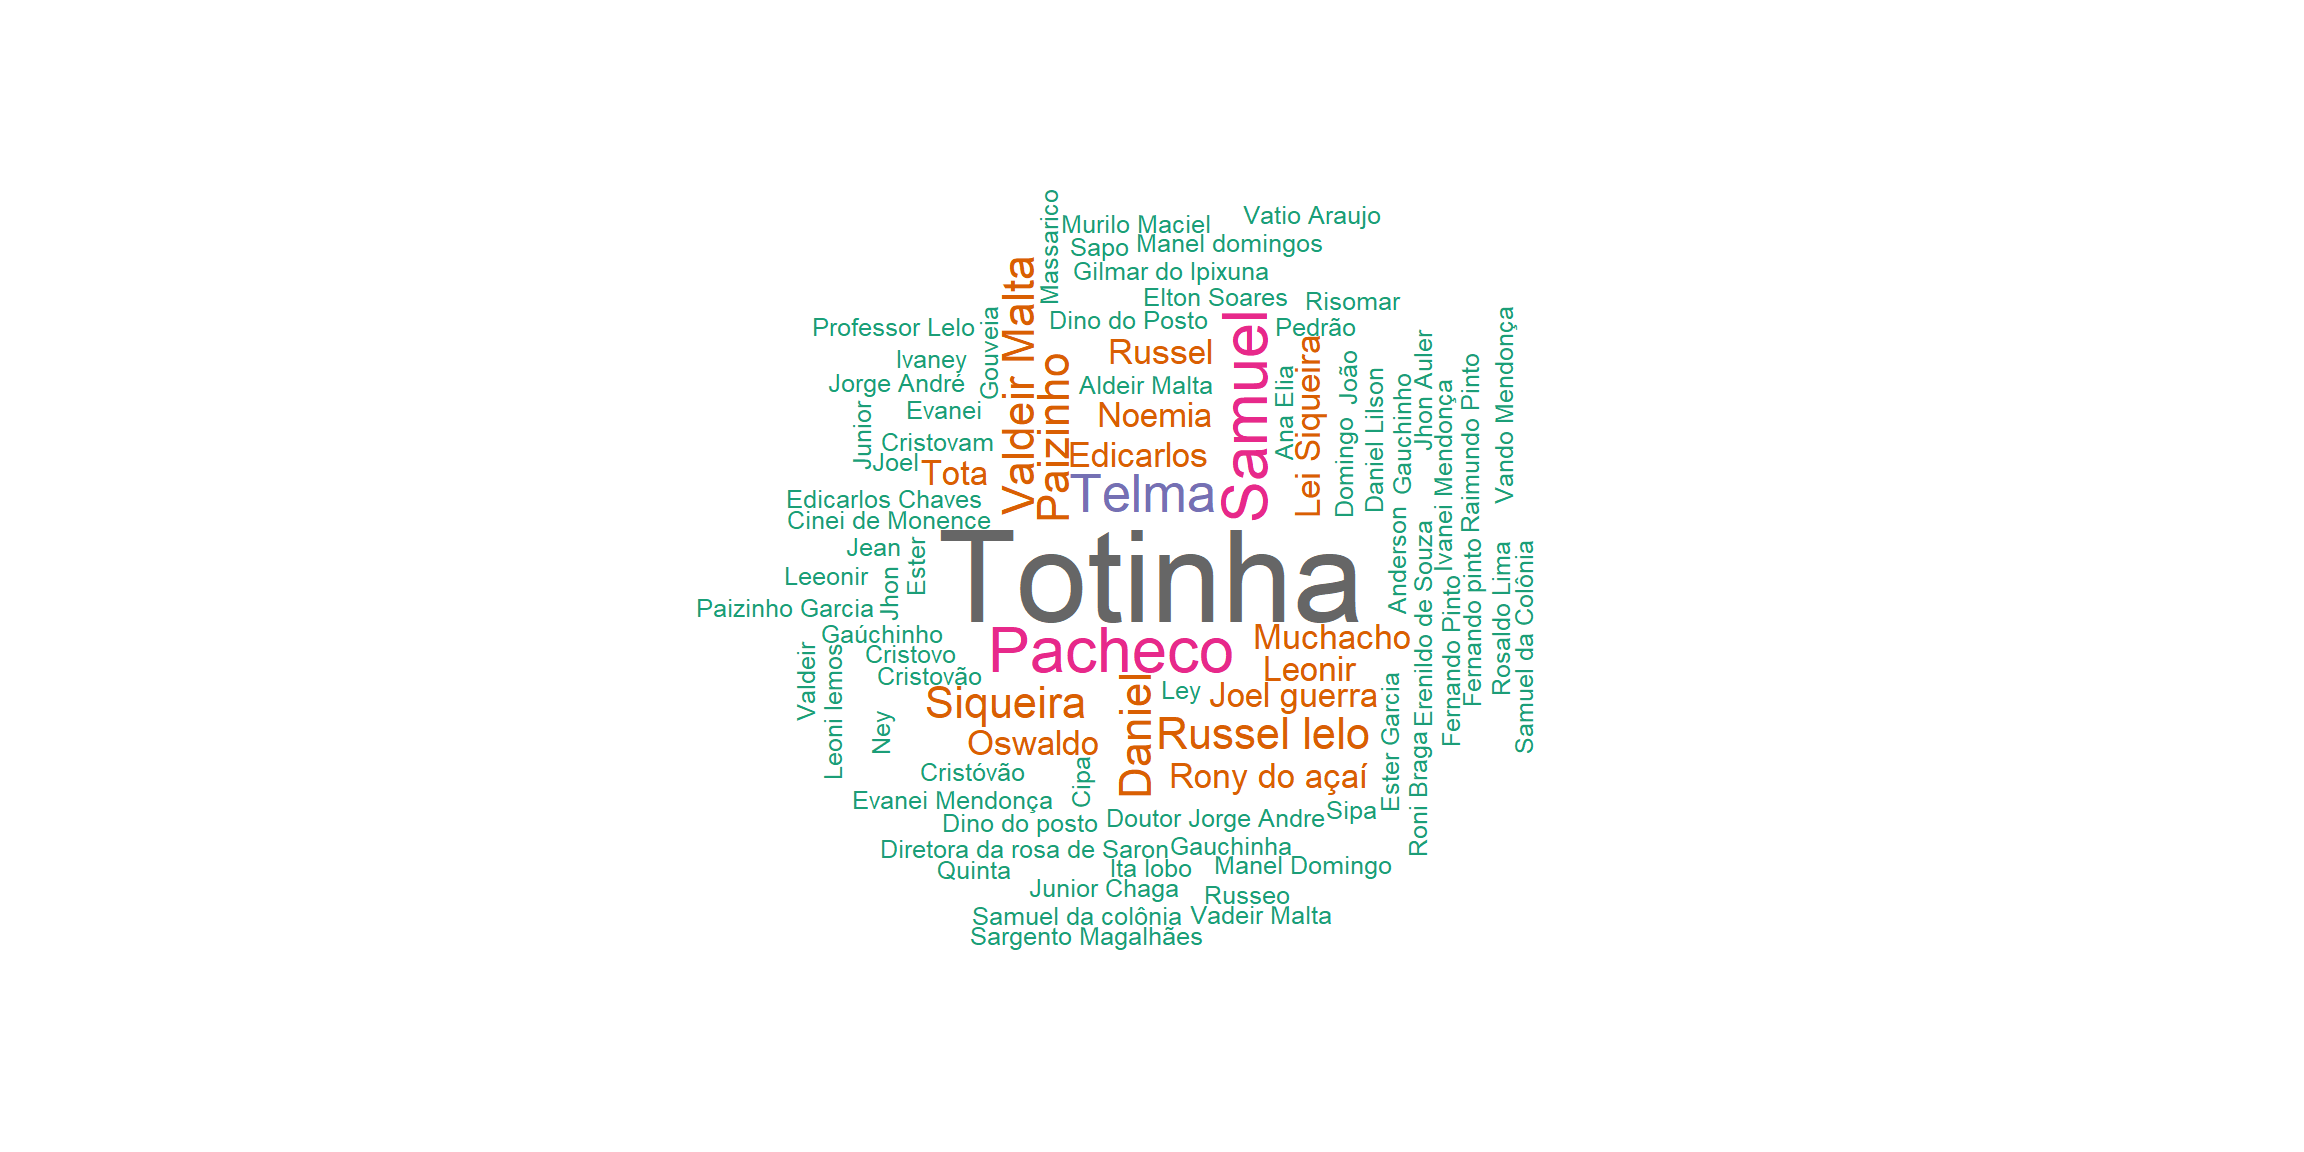 Massarico
Murilo Maciel
Vatio Araujo
Sapo
Manel domingos
Gilmar do Ipixuna
Elton Soares
Risomar
Professor Lelo
Gouveia
Valdeir Malta
Dino do Posto
Samuel
Pedrão
Ivaney
Paizinho
Russel
Lei Siqueira
João
Jhon Auler
Vando Mendonça
Jorge André
Aldeir Malta
Ana Elia
Daniel Lilson
Gauchinho
Ivanei Mendonça
Raimundo Pinto
Junior
Evanei
Noemia
Domingo
Cristovam
Joel
Tota
Edicarlos
Telma
Edicarlos Chaves
Cinei de Monence
Jean
Ester
Totinha
Anderson
Erenildo de Souza
Fernando Pinto
Fernando pinto
Rosaldo Lima
Samuel da Colônia
Leeonir
Jhon
Paizinho Garcia
Gaúchinho
Pacheco
Muchacho
Valdeir
Leoni lemos
Cristovo
Cristovão
Leonir
Siqueira
Daniel
Ley
Joel guerra
Ester Garcia
Roni Braga
Ney
Oswaldo
Russel lelo
Cristóvão
Cipa
Rony do açaí
Evanei Mendonça
Sipa
Dino do posto
Doutor Jorge Andre
Diretora da rosa de Saron
Gauchinha
Quinta
Ita lobo
Manel Domingo
Junior Chaga
Russeo
Samuel da colônia
Vadeir Malta
Sargento Magalhães